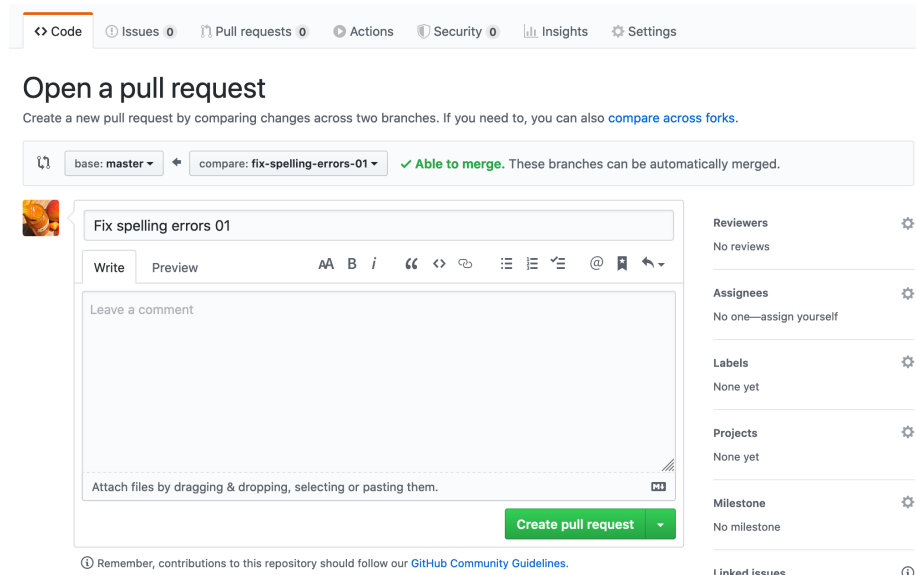 Code Issues 0 Pull requests 0 Actions Security 0 Insights Settings
Open a pull request
Create a new pull request by comparing changes across two branches. If you need to, you can also compare across forks.
base: master compare: fix-spelling-errors-01 Able to merge. These branches can be automatically merged.
Fix spelling errors 01
Write Preview AA B i
Leave a comment
Attach files by dragging & dropping, selecting or pasting them.
Create pull request
Remember, contributions to this repository should follow our GitHub Community Guidelines.
Reviewers
No reviews
Assignees
No one—assign yourself
Labels
None yet
Projects
None yet
Milestone
No milestone
Linked issues